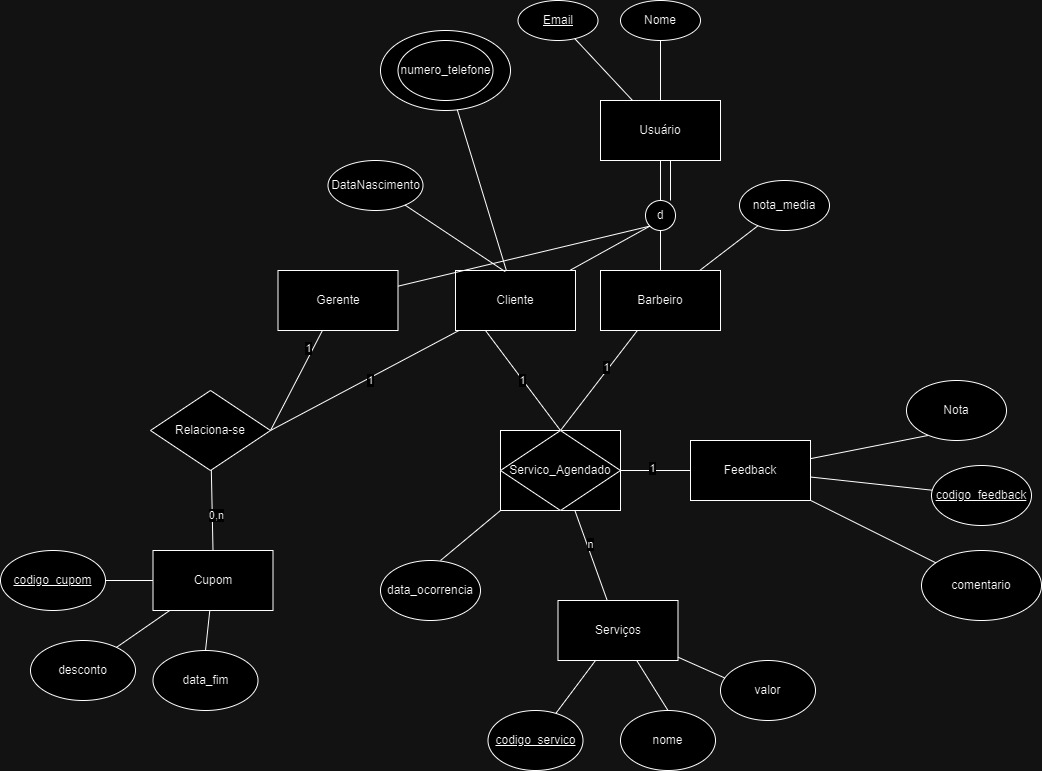 Email
Nome
numero_telefone
Usuário
DataNascimento
nota_media
d
Gerente
Cliente
Barbeiro
1
1
1
1
Relaciona-se
Nota
Servico_Agendado
1
Feedback
codigo_feedback
0,n
n
codigo_cupom
Cupom
data_ocorrencia
comentario
Serviços
desconto
data_fim
valor
codigo_servico
nome